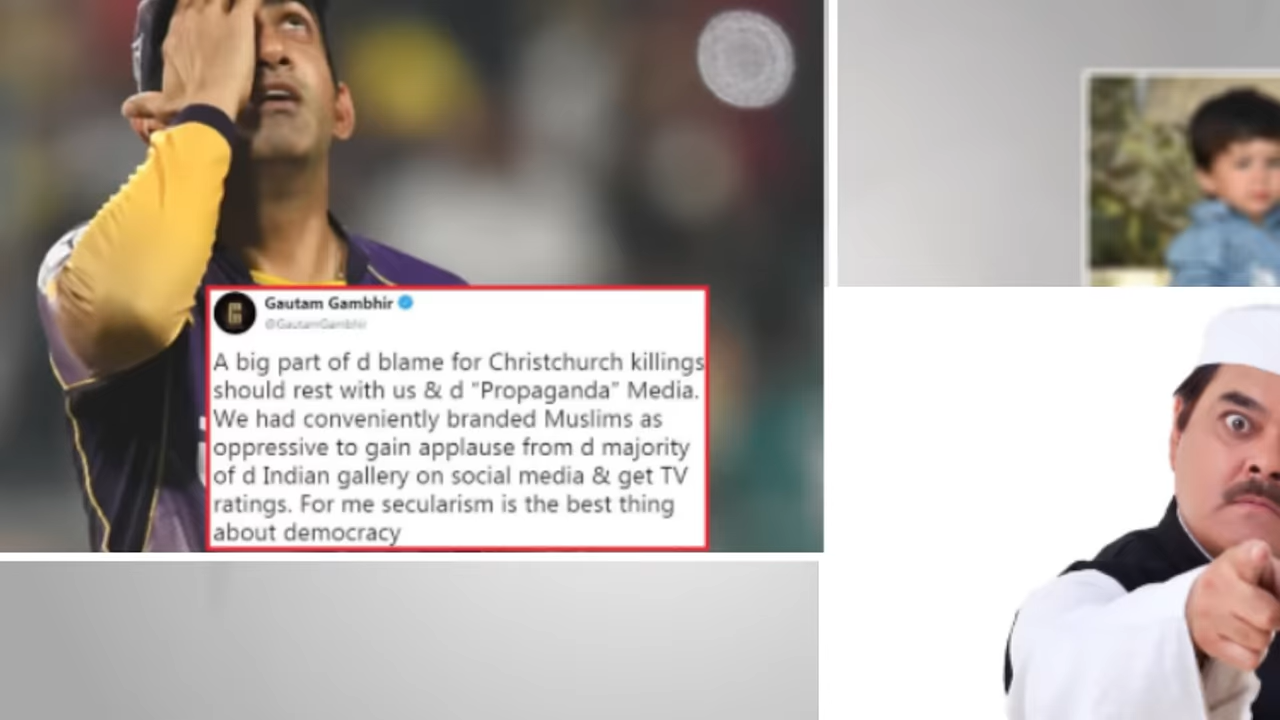 Gautam Gambhir
@GautamGambhir
A big part of d blame for Christchurch killings
should rest with us & d "Propaganda" Media.
We had conveniently branded Muslims as
oppressive to gain applause from d majority
of d Indian gallery on social media & get TV
ratings. For me secularism is the best thing
about democracy